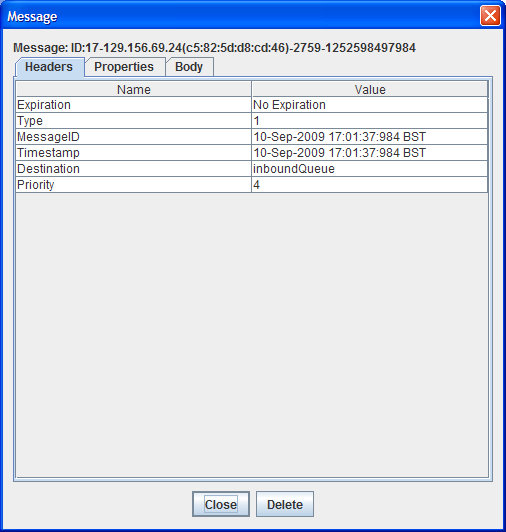 Message
Message: ID:17-129.156.69.24(c5:82:5d:d8:cd:46)-2759-1252598497984
Headers Properties Body
Name Value
Expiration No Expiration
Type 1
MessageID 10-Sep-2009 17:01:37:984 BST
Timestamp 10-Sep-2009 17:01:37:984 BST
Destination inboundQueue
Priority 4
Close Delete